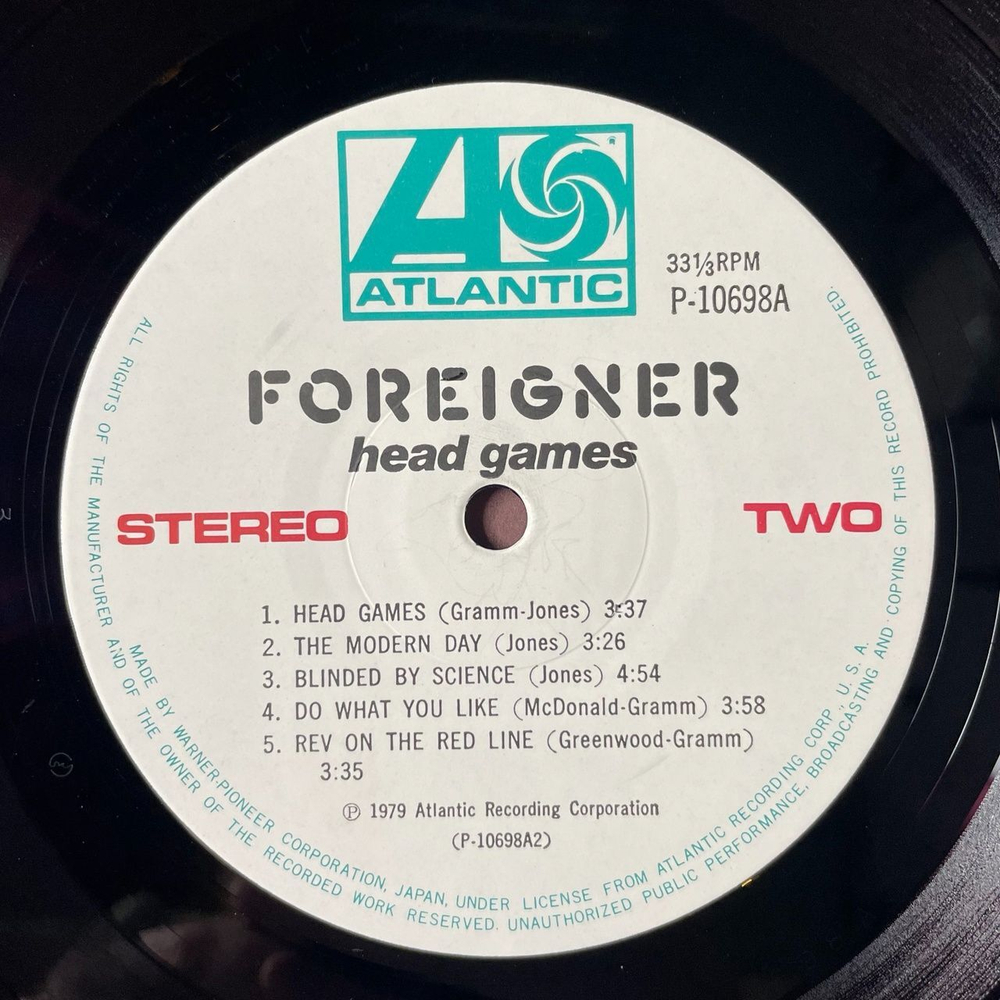 ATLANTIC
33⅓RPM
P-10698A
FOREIGNER
head games
STEREO
TWO
1. HEAD GAMES (Gramm-Jones) 3:37
2. THE MODERN DAY (Jones) 3:26
3. BLINDED BY SCIENCE (Jones) 4:54
4. DO WHAT YOU LIKE (McDonald-Gramm) 3:58
5. REV ON THE RED LINE (Greenwood-Gramm)
3:35
Ⓟ 1979 Atlantic Recording Corporation
(P-10698A2)
MADE BY WARNER-PIONEER CORPORATION, JAPAN, UNDER LICENSE FROM ATLANTIC RECORDING CORP., U. S. A.
ALL RIGHTS OF THE MANUFACTURER AND OF THE OWNER OF THE RECORDED WORK RESERVED. UNAUTHORIZED PUBLIC PERFORMANCE, BROADCASTING AND COPYING OF THIS RECORD PROHIBITED.